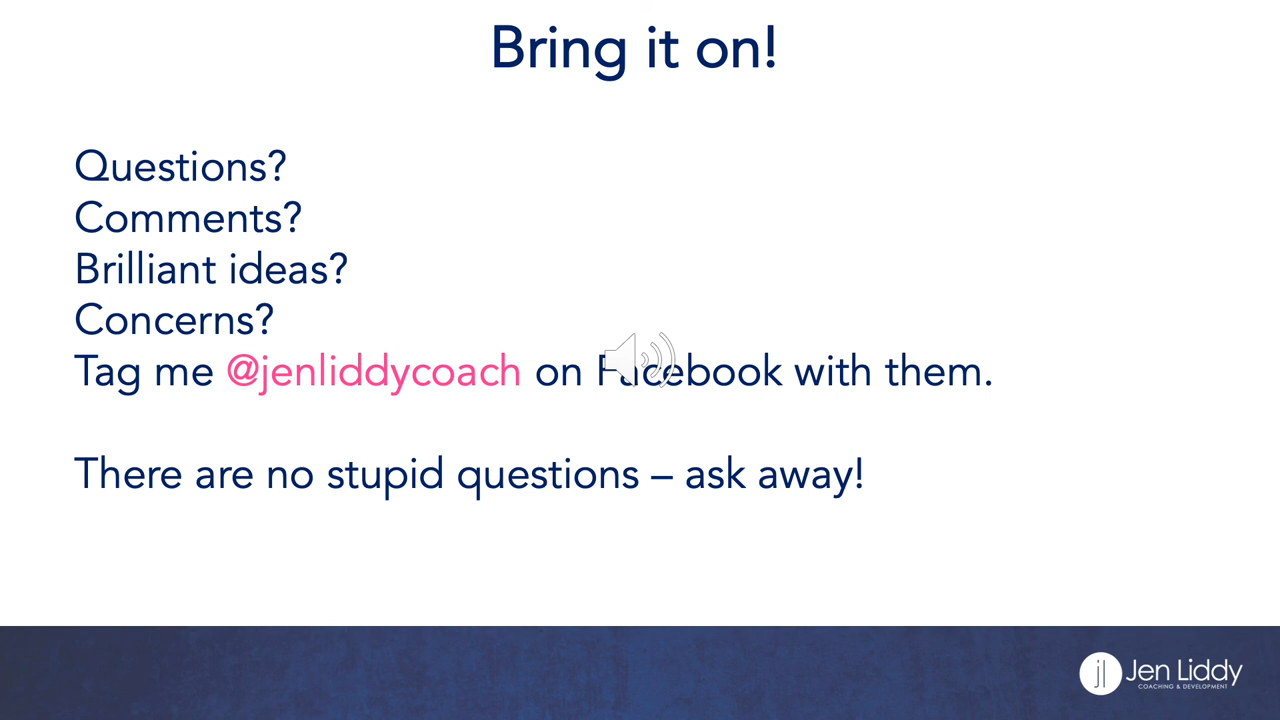 Bring it on!
Questions?
Comments?
Brilliant ideas?
Concerns?
Tag me @jenliddycoach on Facebook with them.
There are no stupid questions – ask away!
jl Jen Liddy
COACHING & DEVELOPMENT